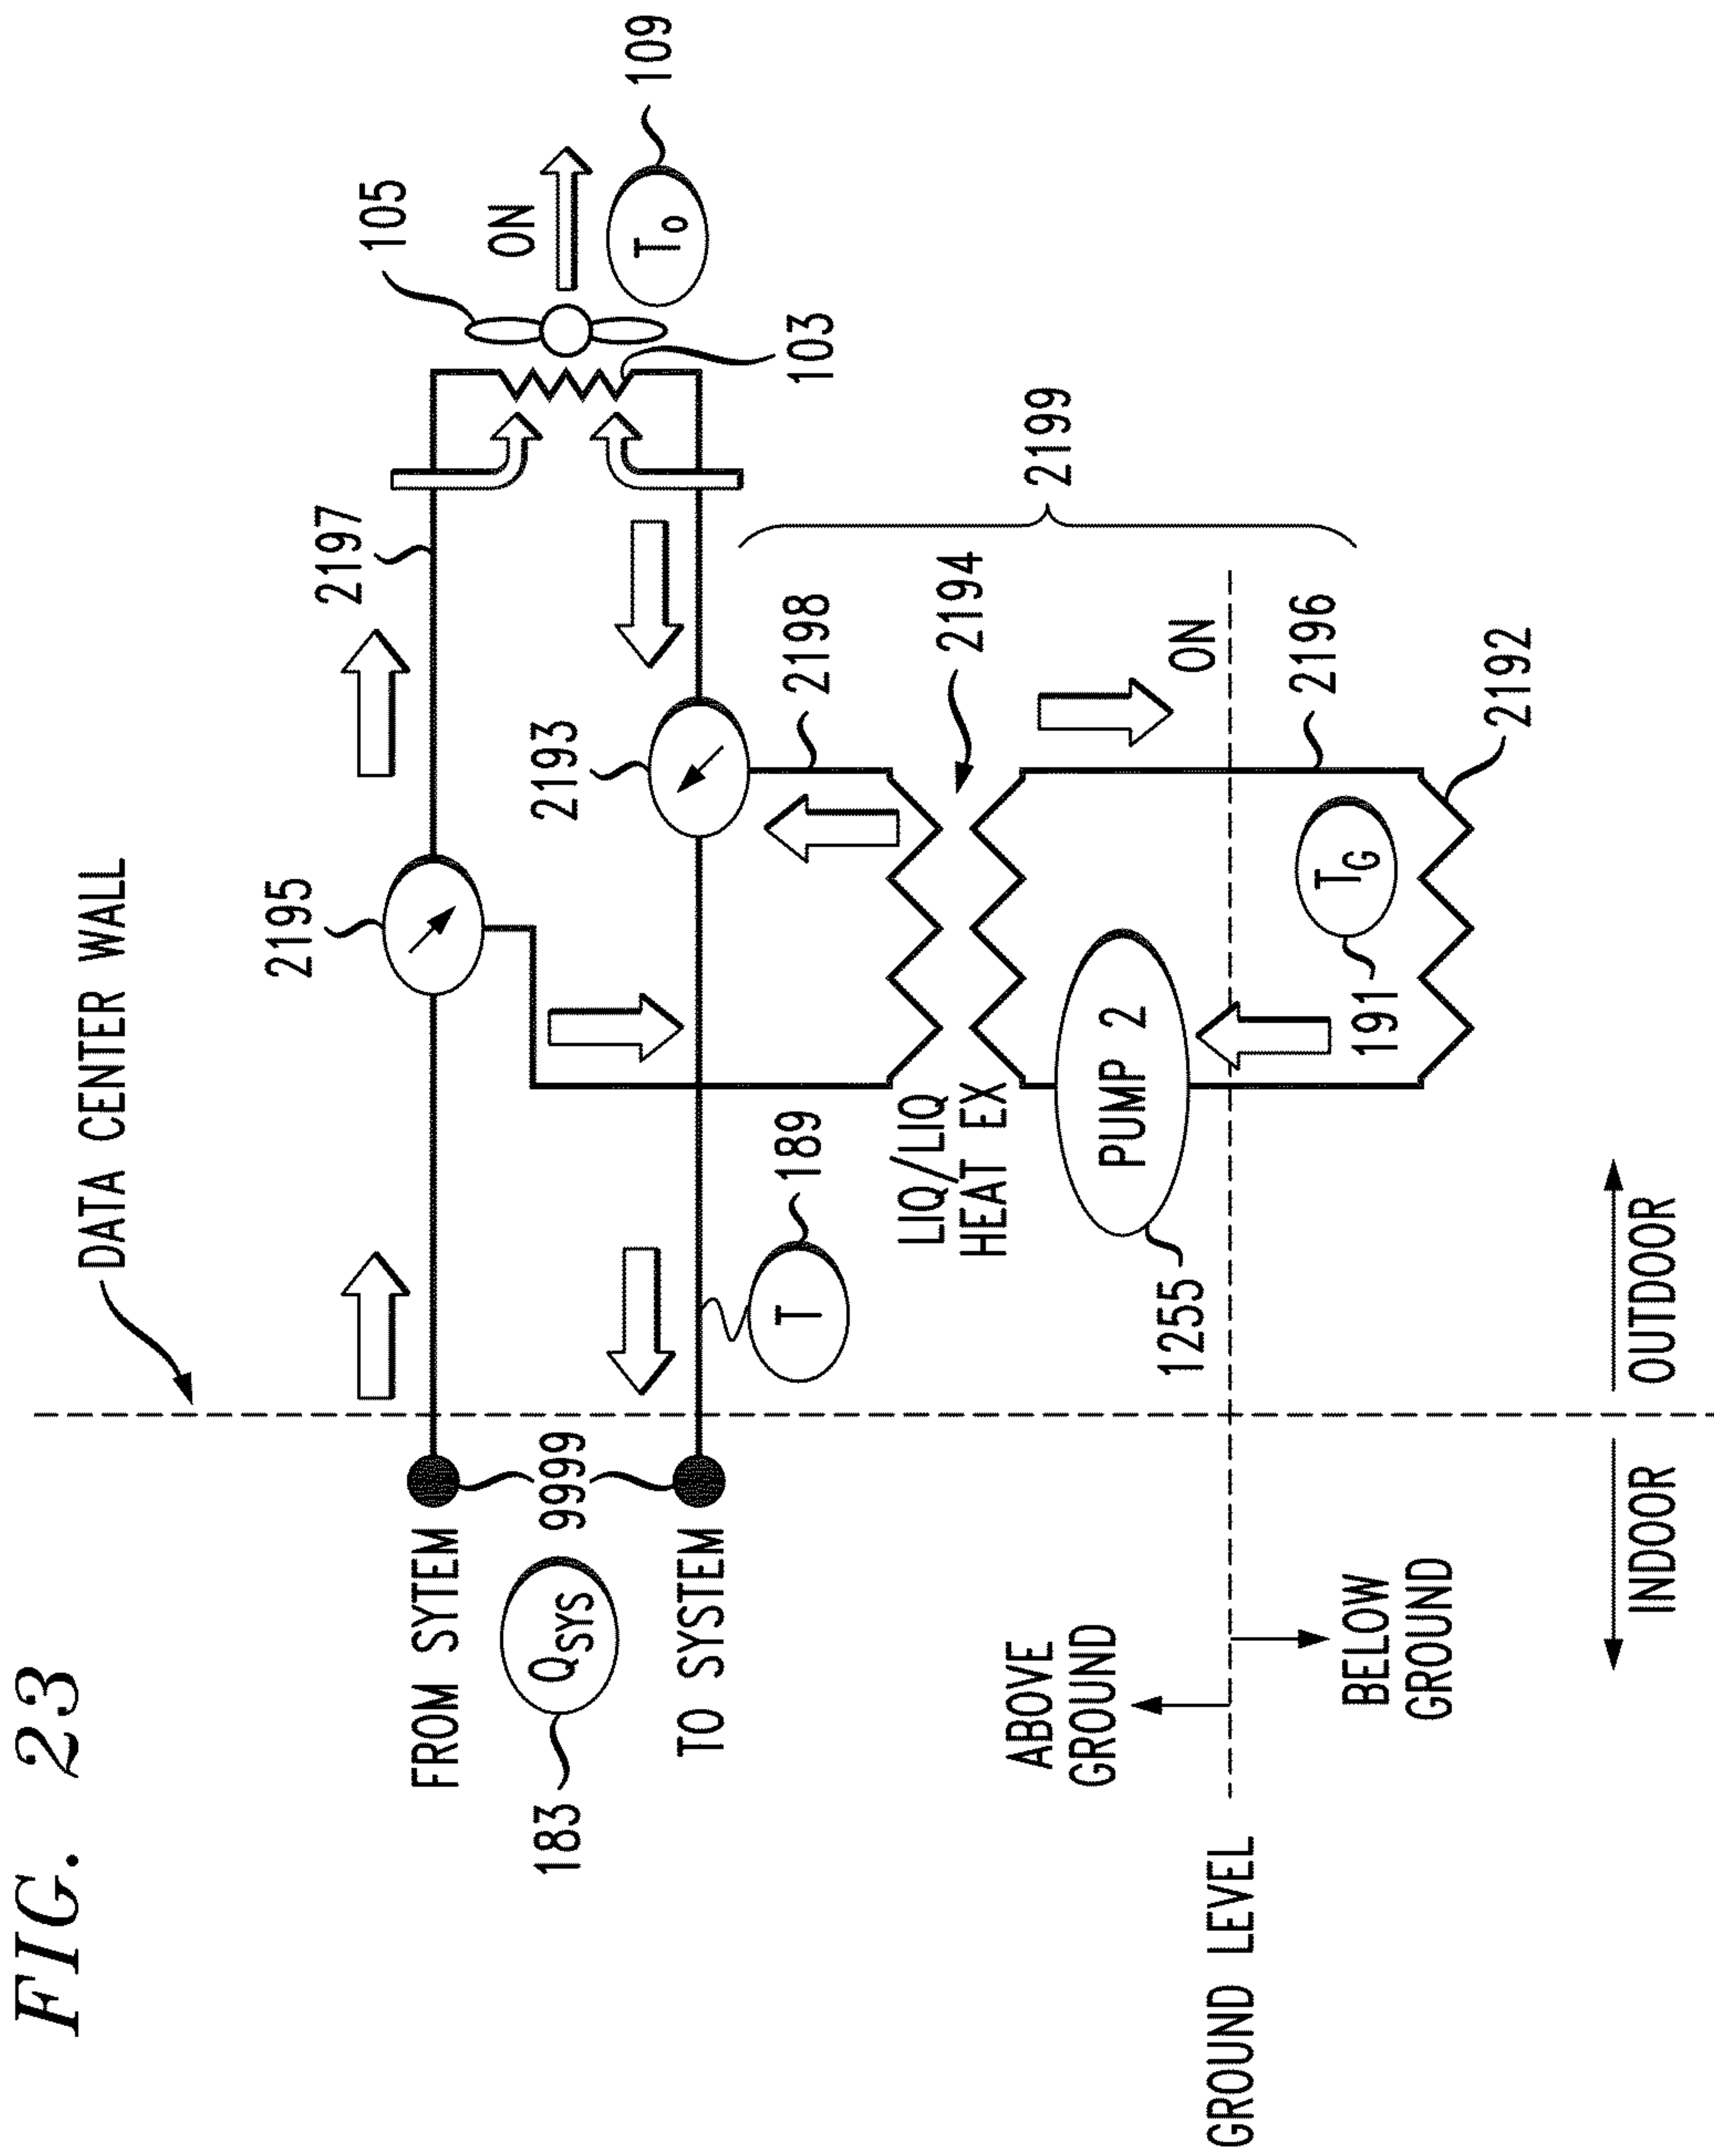 FIG. 23
DATA CENTER WALL
2195
2197
105
ON
109
T0
103
FROM SYTEM
9999
183
QSYS
TO SYSTEM
2193
T
189
2198
2199
2194
LIQ/LIQ
HEAT EX
ON
PUMP 2
1255
ABOVE
GROUND
GROUND LEVEL
BELOW
GROUND
2196
TG
191
2192
INDOOR
OUTDOOR